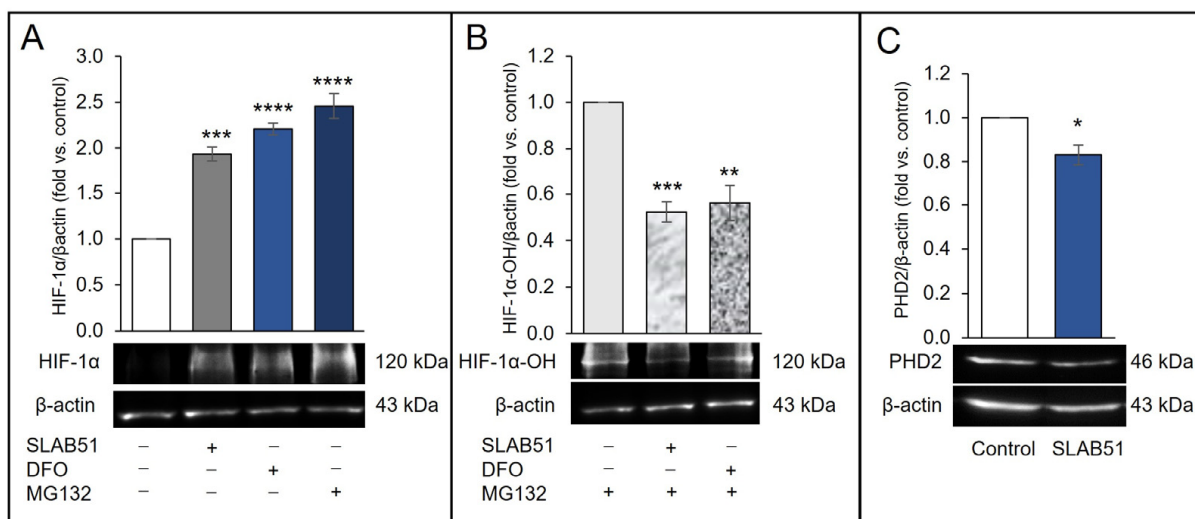 A
HIF-1α/βactin (fold vs. control)
3.0
2.5
2.0
1.5
1.0
0.5
0.0
***
****
****
HIF-1α
120 kDa
β-actin
43 kDa
SLAB51 – + – –
DFO – – + –
MG132 – – – +
B
HIF-1α-OH/βactin (fold vs. control)
1.2
1.0
0.8
0.6
0.4
0.2
0.0
***
**
HIF-1α-OH
120 kDa
β-actin
43 kDa
– + –
– – +
+ + +
SLAB51
DFO
MG132
C
PHD2/β-actin (fold vs. control)
1.2
1.0
0.8
0.6
0.4
0.2
0.0
*
PHD2
46 kDa
β-actin
43 kDa
Control SLAB51